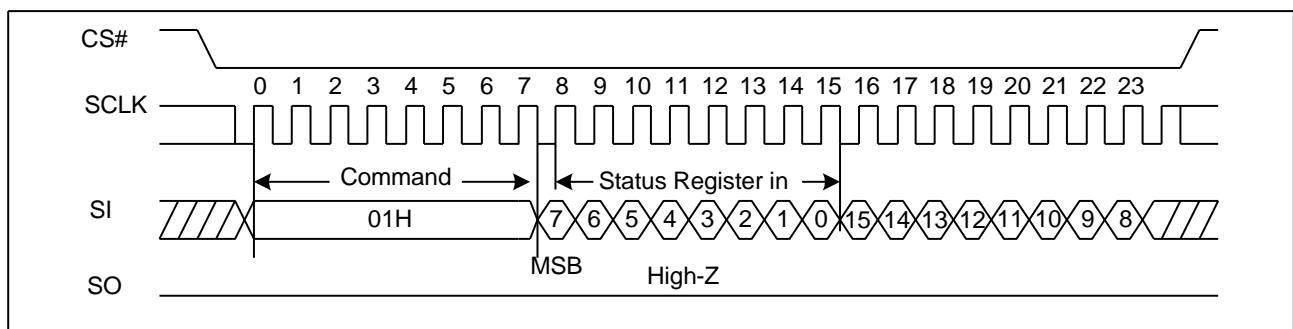 CS#
0 1 2 3 4 5 6 7 8 9 10 11 12 13 14 15 16 17 18 19 20 21 22 23
SCLK
Command Status Register in
SI 01H 7 6 5 4 3 2 1 0 15 14 13 12 11 10 9 8
MSB
High-Z
SO